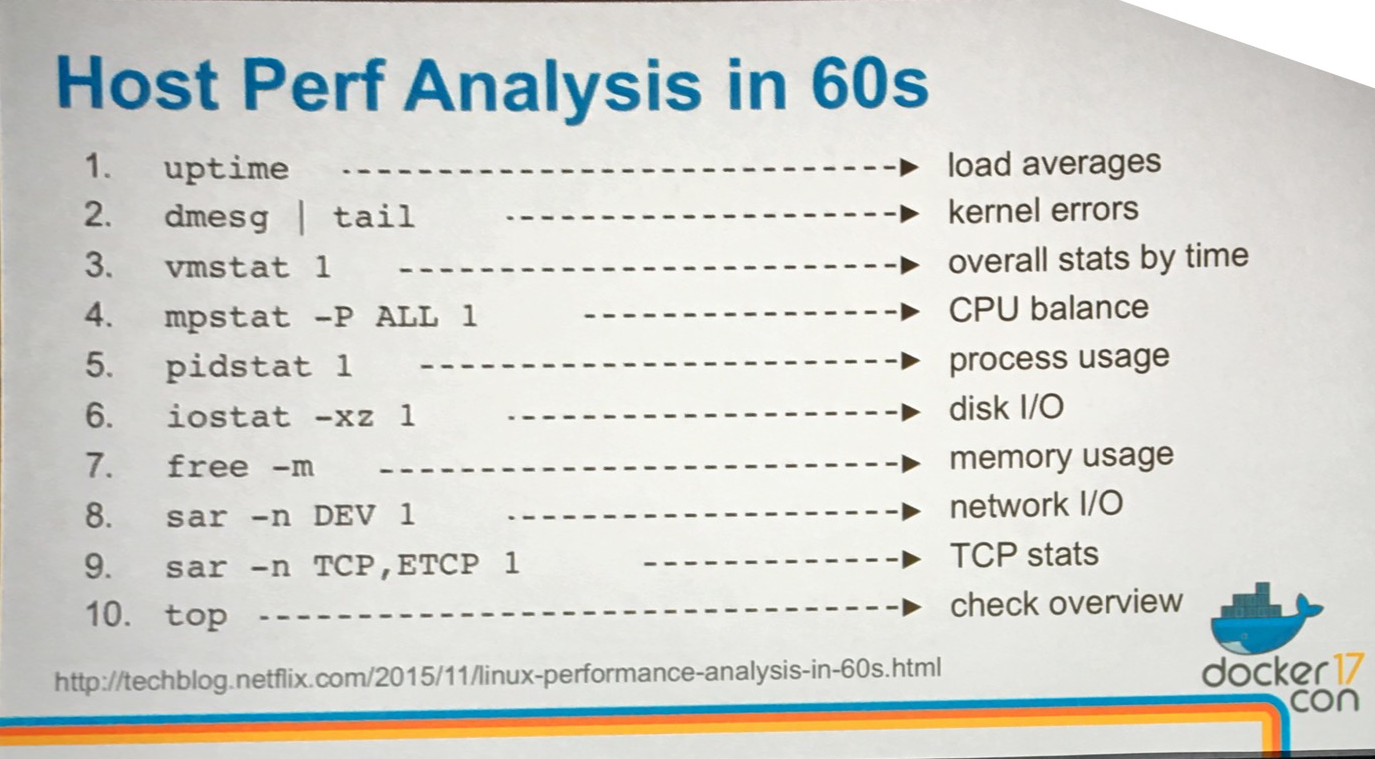 Host Perf Analysis in 60s
1. uptime load averages
2. dmesg | tail kernel errors
3. vmstat 1 overall stats by time
4. mpstat -P ALL 1 CPU balance
5. pidstat 1 process usage
6. iostat -xz 1 disk I/O
7. free -m memory usage
8. sar -n DEV 1 network I/O
9. sar -n TCP,ETCP 1 TCP stats
10. top check overview
http://techblog.netflix.com/2015/11/linux-performance-analysis-in-60s.html
docker17
con